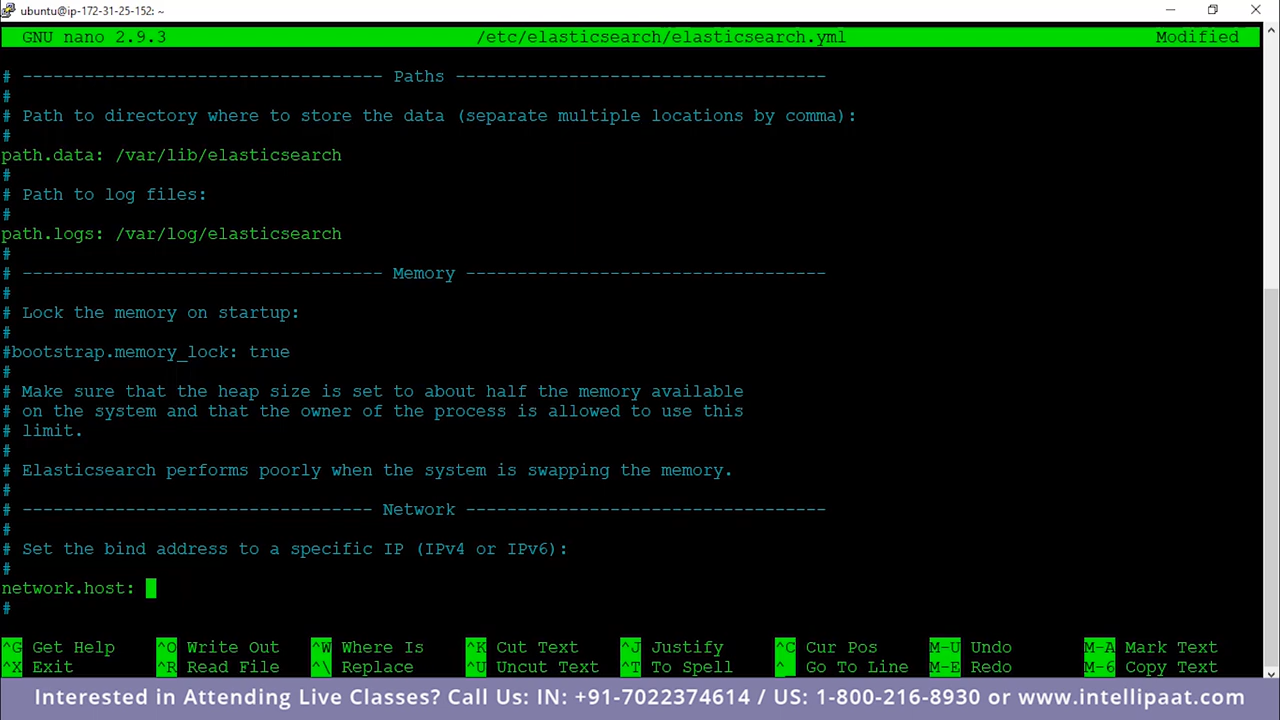 ubuntu@ip-172-31-25-152: ~
GNU nano 2.9.3 /etc/elasticsearch/elasticsearch.yml Modified
# ---------------------------------- Paths ------------------------------------
#
# Path to directory where to store the data (separate multiple locations by comma):
#
path.data: /var/lib/elasticsearch
#
# Path to log files:
#
path.logs: /var/log/elasticsearch
#
# ----------------------------------- Memory -----------------------------------
#
# Lock the memory on startup:
#
#bootstrap.memory_lock: true
#
# Make sure that the heap size is set to about half the memory available
# on the system and that the owner of the process is allowed to use this
# limit.
#
# Elasticsearch performs poorly when the system is swapping the memory.
#
# ---------------------------------- Network -----------------------------------
#
# Set the bind address to a specific IP (IPv4 or IPv6):
#
network.host:
#
^G Get Help ^O Write Out ^W Where Is ^K Cut Text ^J Justify ^C Cur Pos M-U Undo M-A Mark Text
^X Exit ^R Read File ^\ Replace ^U Uncut Text ^T To Spell ^_ Go To Line M-E Redo M-6 Copy Text
Interested in Attending Live Classes? Call Us: IN: +91-7022374614 / US: 1-800-216-8930 or www.intellipaat.com